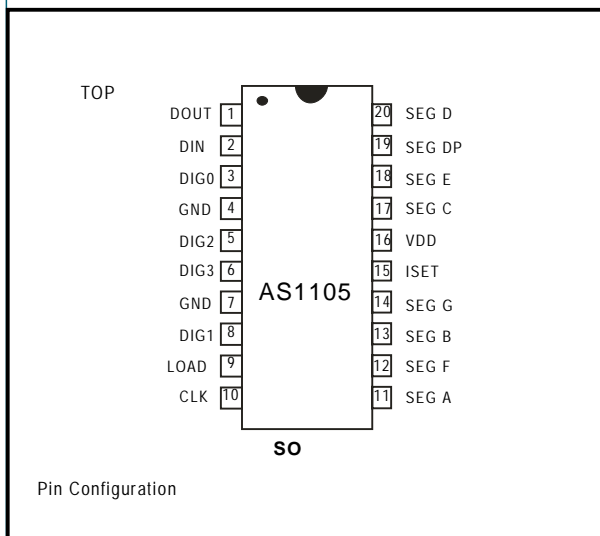 TOP
DOUT 1
DIN 2
DIG0 3
GND 4
DIG2 5
DIG3 6
GND 7
DIG1 8
LOAD 9
CLK 10
AS1105
20 SEG D
19 SEG DP
18 SEG E
17 SEG C
16 VDD
15 ISET
14 SEG G
13 SEG B
12 SEG F
11 SEG A
SO
Pin Configuration